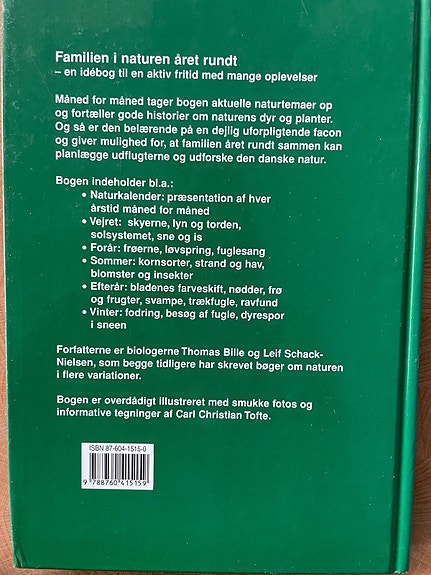 Familien i naturen året rundt
– en idébog til en aktiv fritid med mange oplevelser
Måned for måned tager bogen aktuelle naturtemaer op
og fortæller gode historier om naturens dyr og planter.
Og så er den belærende på en dejlig uforpligtende facon
og giver mulighed for, at familien året rundt sammen kan
planlægge udflugterne og udforske den danske natur.
Bogen indeholder bl.a.:
• Naturkalender: præsentation af hver
årstid måned for måned
• Vejret: skyerne, lyn og torden,
solsystemet, sne og is
• Forår: frøerne, løvspring, fuglesang
• Sommer: kornsorter, strand og hav,
blomster og insekter
• Efterår: bladenes farveskift, nødder, frø
og frugter, svampe, trækfugle, ravfund
• Vinter: fodring, besøg af fugle, dyrespor
i sneen
Forfatterne er biologerne Thomas Bille og Leif Schack-
Nielsen, som begge tidligere har skrevet bøger om naturen
i flere variationer.
Bogen er overdådigt illustreret med smukke fotos og
informative tegninger af Carl Christian Tofte.
ISBN 87-604-1515-0
9 788760 415159